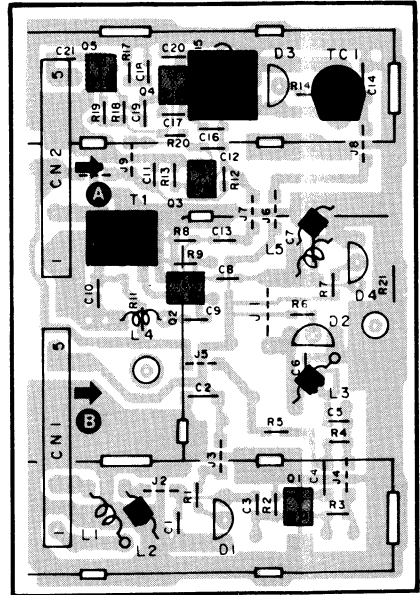 C21
Q5
R17
C18
C20
D3
TC1
C14
5
Q4
R14
R19
R18
C19
C17
R20
C16
J8
CN2
J9
C11
R13
C12
R12
A
Q3
T1
J7
J6
C7
R8
C13
L5
1
R9
C10
C8
R7
D4
R21
R11
Q2
C9
J1
R6
L4
D2
5
J5
C6
CN1
C2
L3
B
C5
R5
R4
J3
J2
R1
Q1
C4
J4
C3
R2
R3
1
L1
L2
C1
D1